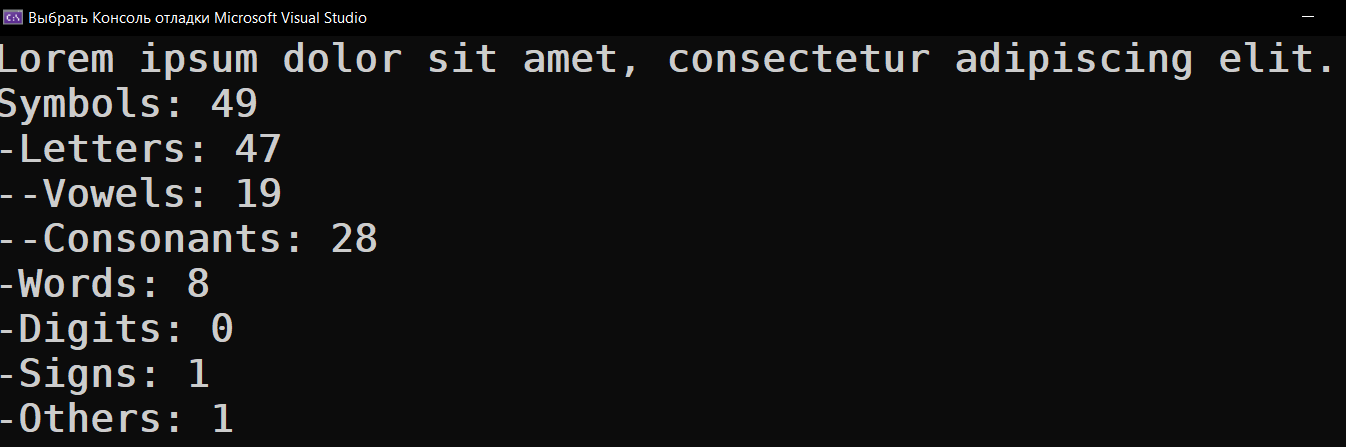 Выбрать Консоль отладки Microsoft Visual Studio
Lorem ipsum dolor sit amet, consectetur adipiscing elit.
Symbols: 49
-Letters: 47
--Vowels: 19
--Consonants: 28
-Words: 8
-Digits: 0
-Signs: 1
-Others: 1